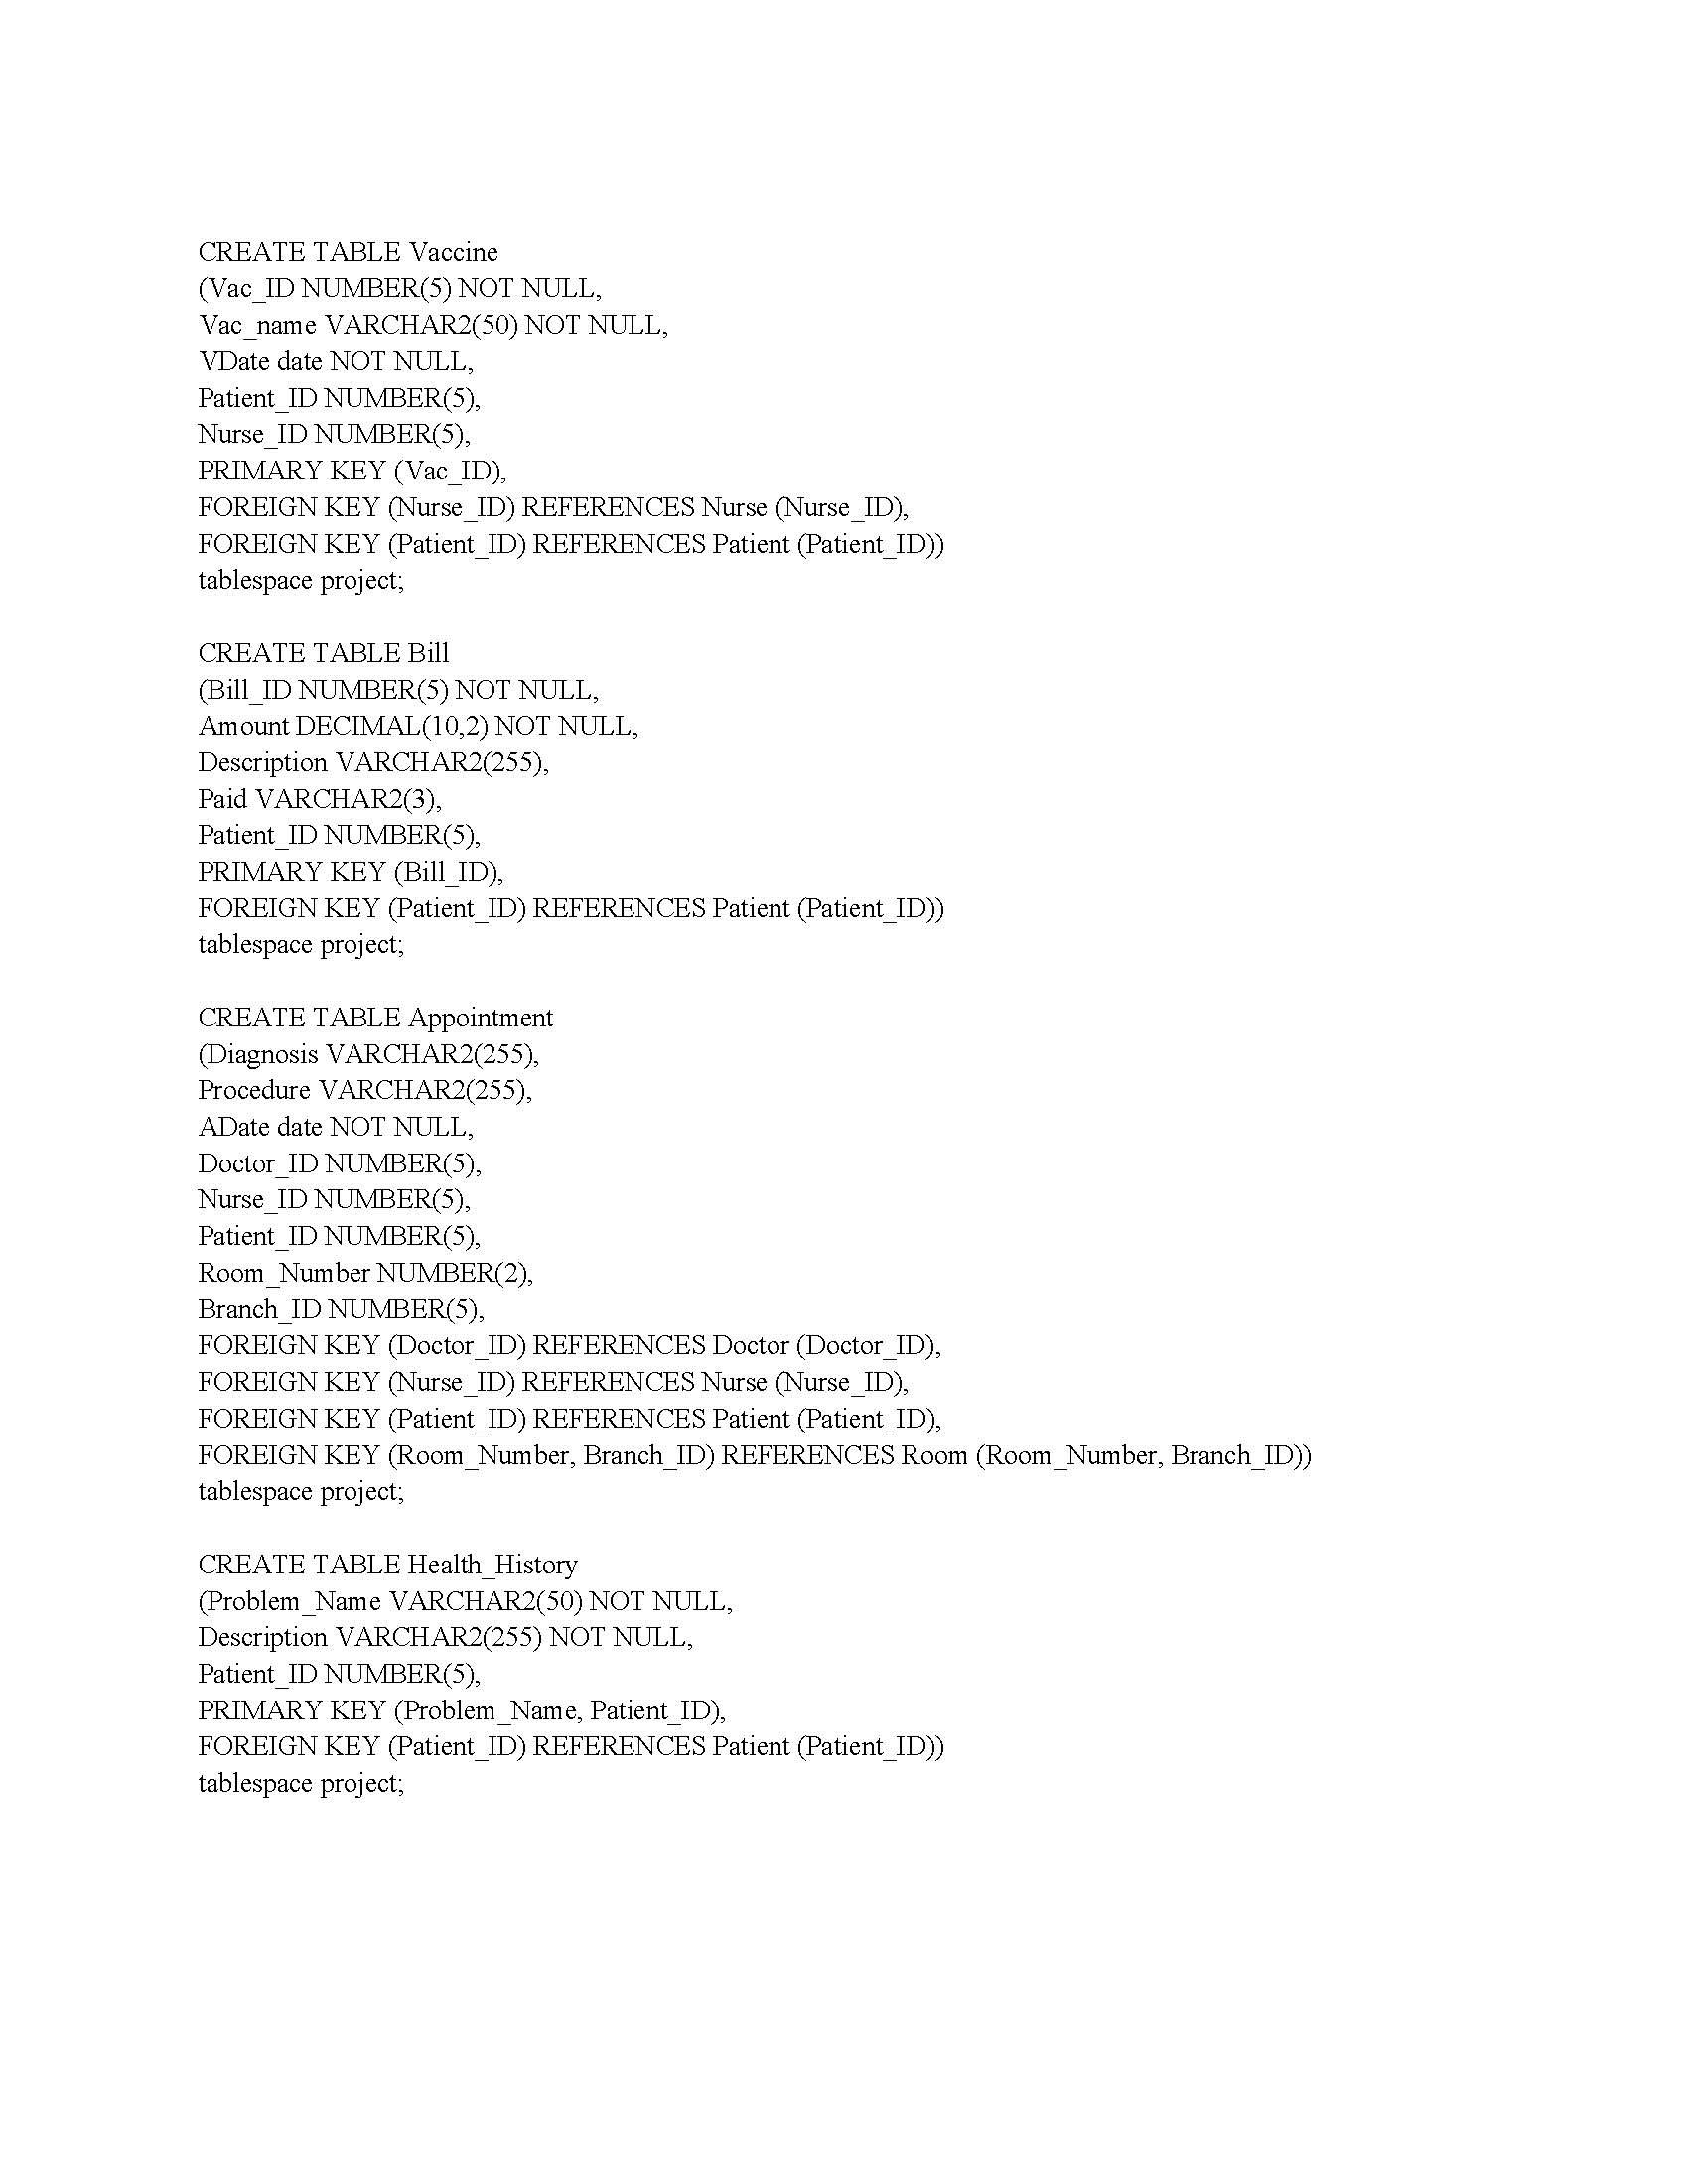 CREATE TABLE Vaccine
(Vac_ID NUMBER(5) NOT NULL,
Vac_name VARCHAR2(50) NOT NULL,
VDate date NOT NULL,
Patient_ID NUMBER(5),
Nurse_ID NUMBER(5),
PRIMARY KEY (Vac_ID),
FOREIGN KEY (Nurse_ID) REFERENCES Nurse (Nurse_ID),
FOREIGN KEY (Patient_ID) REFERENCES Patient (Patient_ID))
tablespace project;

CREATE TABLE Bill
(Bill_ID NUMBER(5) NOT NULL,
Amount DECIMAL(10,2) NOT NULL,
Description VARCHAR2(255),
Paid VARCHAR2(3),
Patient_ID NUMBER(5),
PRIMARY KEY (Bill_ID),
FOREIGN KEY (Patient_ID) REFERENCES Patient (Patient_ID))
tablespace project;

CREATE TABLE Appointment
(Diagnosis VARCHAR2(255),
Procedure VARCHAR2(255),
ADate date NOT NULL,
Doctor_ID NUMBER(5),
Nurse_ID NUMBER(5),
Patient_ID NUMBER(5),
Room_Number NUMBER(2),
Branch_ID NUMBER(5),
FOREIGN KEY (Doctor_ID) REFERENCES Doctor (Doctor_ID),
FOREIGN KEY (Nurse_ID) REFERENCES Nurse (Nurse_ID),
FOREIGN KEY (Patient_ID) REFERENCES Patient (Patient_ID),
FOREIGN KEY (Room_Number, Branch_ID) REFERENCES Room (Room_Number, Branch_ID))
tablespace project;

CREATE TABLE Health_History
(Problem_Name VARCHAR2(50) NOT NULL,
Description VARCHAR2(255) NOT NULL,
Patient_ID NUMBER(5),
PRIMARY KEY (Problem_Name, Patient_ID),
FOREIGN KEY (Patient_ID) REFERENCES Patient (Patient_ID))
tablespace project;